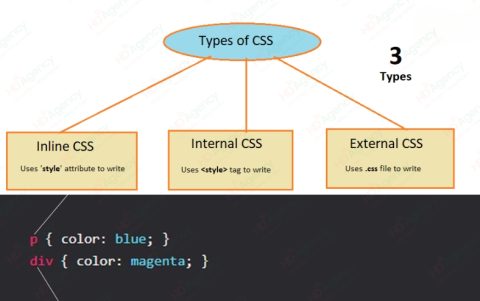 Types of CSS
3
Types
Inline CSS
Uses 'style' attribute to write
Internal CSS
Uses <style> tag to write
External CSS
Uses .css file to write
p { color: blue; }
div { color: magenta; }